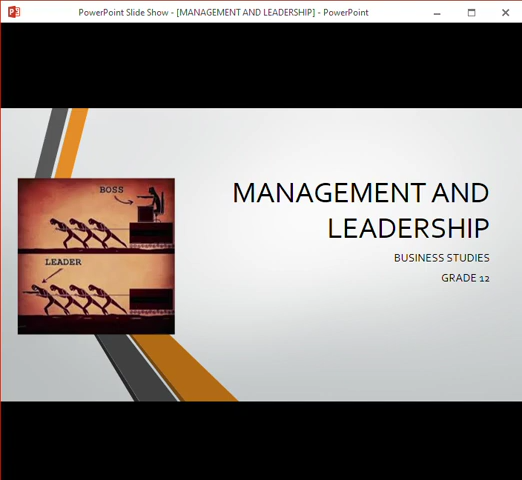 PowerPoint Slide Show - [MANAGEMENT AND LEADERSHIP] - PowerPoint
BOSS
LEADER
MANAGEMENT AND
LEADERSHIP
BUSINESS STUDIES
GRADE 12